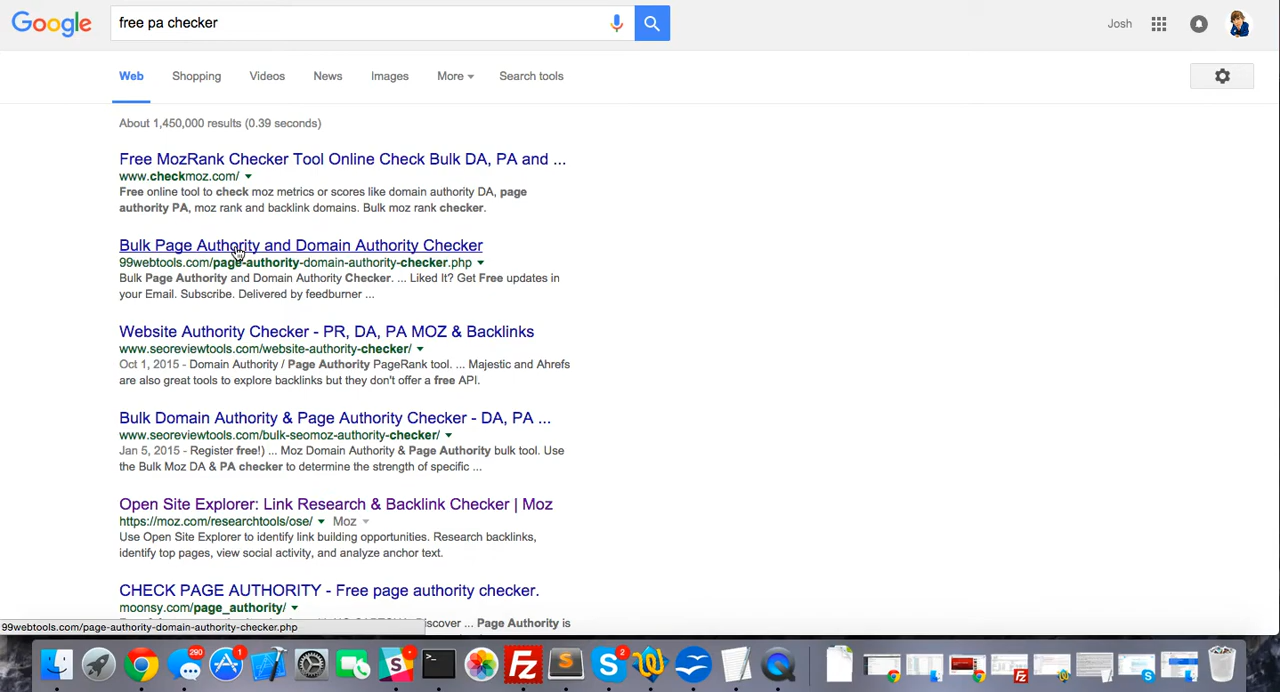 Google
free pa checker
Josh
Web Shopping Videos News Images More Search tools
About 1,450,000 results (0.39 seconds)
Free MozRank Checker Tool Online Check Bulk DA, PA and ...
www.checkmoz.com/
Free online tool to check moz metrics or scores like domain authority DA, page
authority PA, moz rank and backlink domains. Bulk moz rank checker.
Bulk Page Authority and Domain Authority Checker
99webtools.com/page-authority-domain-authority-checker.php
Bulk Page Authority and Domain Authority Checker. ... Liked It? Get Free updates in
your Email. Subscribe. Delivered by feedburner ...
Website Authority Checker - PR, DA, PA MOZ & Backlinks
www.seoreviewtools.com/website-authority-checker/
Oct 1, 2015 - Domain Authority / Page Authority PageRank tool. ... Majestic and Ahrefs
are also great tools to explore backlinks but they don't offer a free API.
Bulk Domain Authority & Page Authority Checker - DA, PA ...
www.seoreviewtools.com/bulk-seomoz-authority-checker/
Jan 5, 2015 - Register free!) ... Moz Domain Authority & Page Authority bulk tool. Use
the Bulk Moz DA & PA checker to determine the strength of specific ...
Open Site Explorer: Link Research & Backlink Checker | Moz
https://moz.com/researchtools/ose/ Moz
Use Open Site Explorer to identify link building opportunities. Research backlinks,
identify top pages, view social activity, and analyze anchor text.
CHECK PAGE AUTHORITY - Free page authority checker.
moonsy.com/page_authority/
Discover ... Page Authority is
99webtools.com/page-authority-domain-authority-checker.php
290
1
2